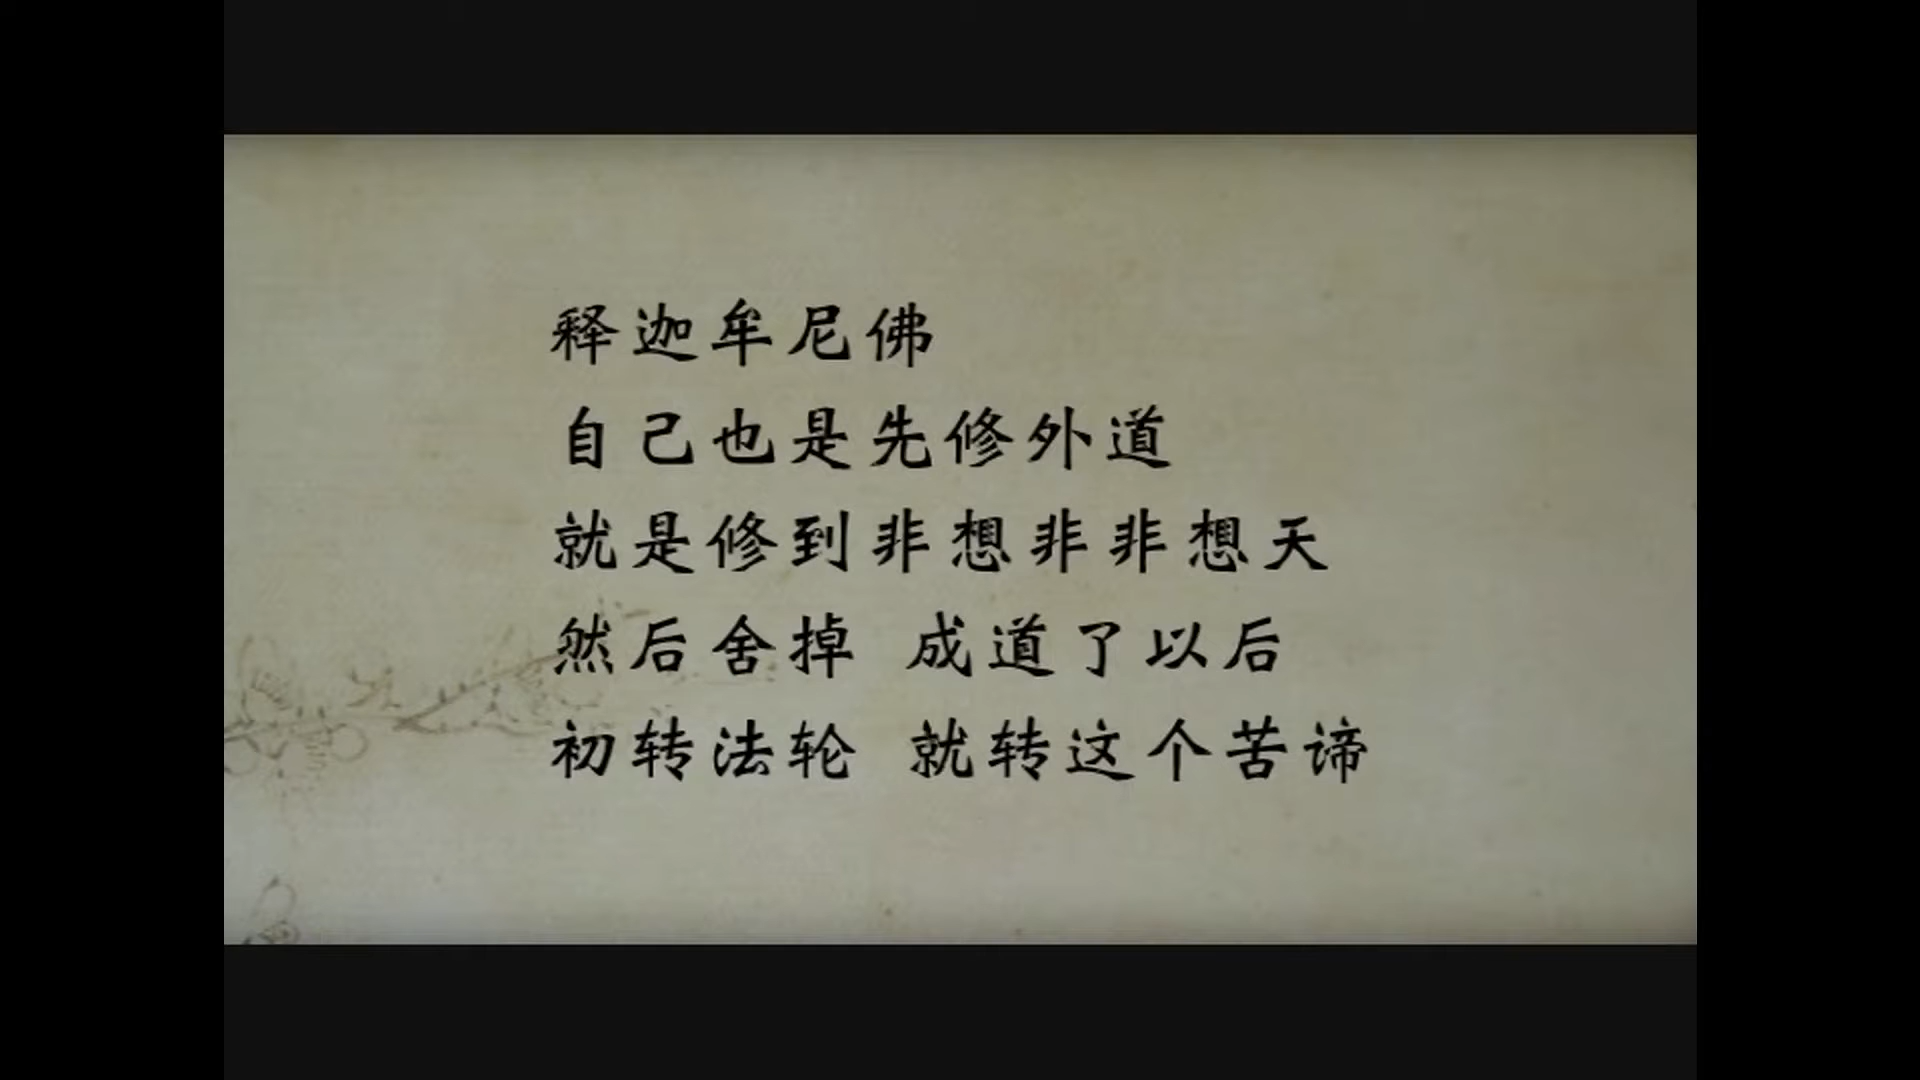 释迦牟尼佛
自己也是先修外道
就是修到非想非非想天
然后舍掉 成道了以后
初转法轮 就转这个苦谛